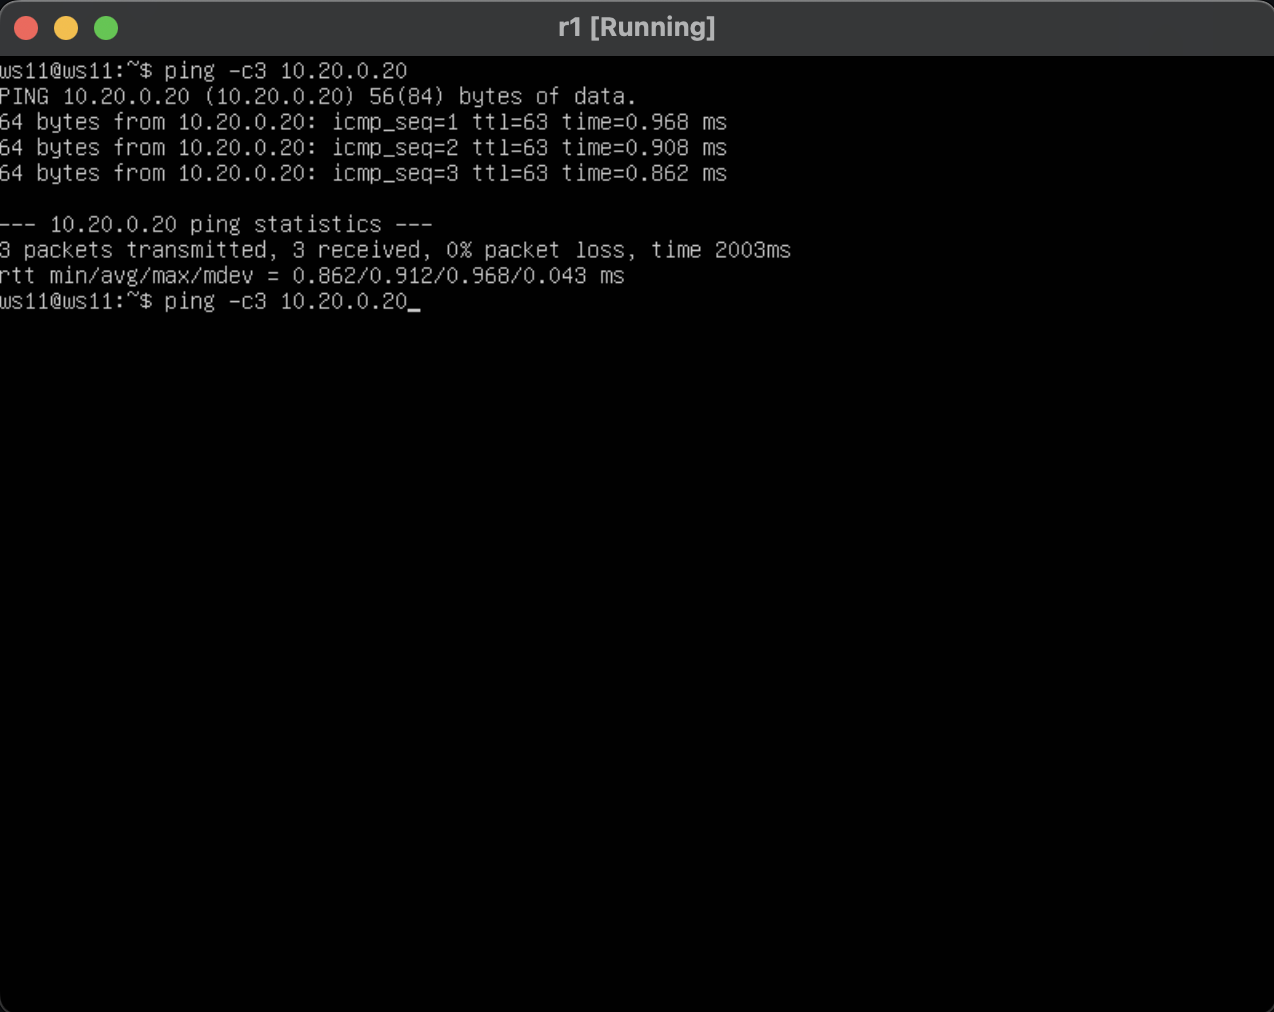 r1 [Running]
ws11@ws11:~$ ping -c3 10.20.0.20
PING 10.20.0.20 (10.20.0.20) 56(84) bytes of data.
64 bytes from 10.20.0.20: icmp_seq=1 ttl=63 time=0.968 ms
64 bytes from 10.20.0.20: icmp_seq=2 ttl=63 time=0.908 ms
64 bytes from 10.20.0.20: icmp_seq=3 ttl=63 time=0.862 ms
--- 10.20.0.20 ping statistics ---
3 packets transmitted, 3 received, 0% packet loss, time 2003ms
rtt min/avg/max/mdev = 0.862/0.912/0.968/0.043 ms
ws11@ws11:~$ ping -c3 10.20.0.20_